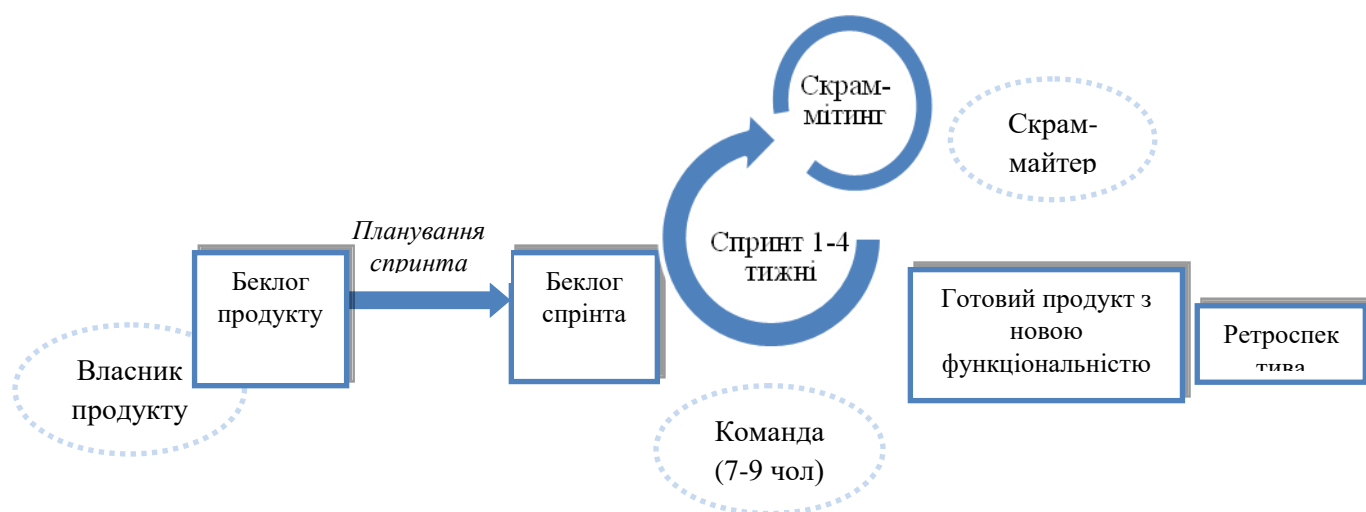 Скрам-
мітинг
Скрам-
майтер
Планування
спринта
Спринт 1-4
тижні
Беклог
продукту
Беклог
спрінта
Готовий продукт з
новою
функціональністю
Ретроспек
тива
Власник
продукту
Команда
(7-9 чол)